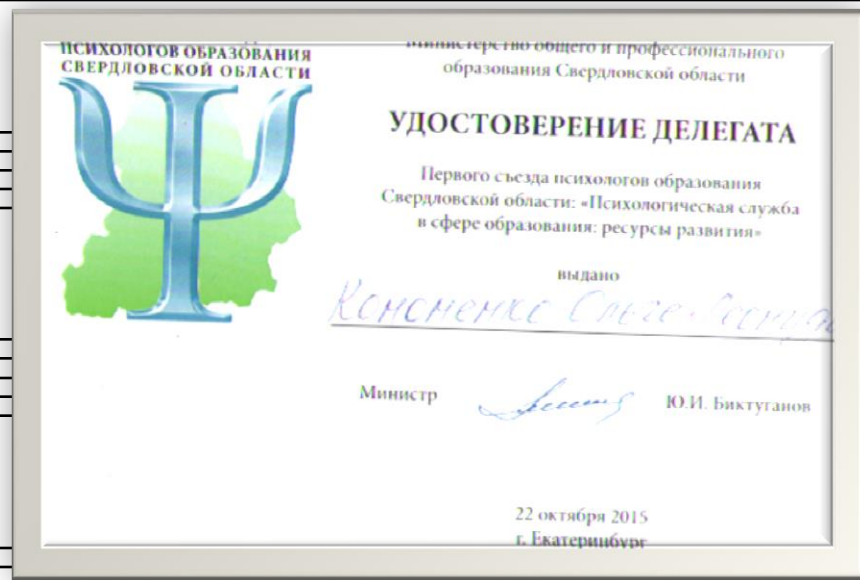 ПСИХОЛОГОВ ОБРАЗОВАНИЯ
СВЕРДЛОВСКОЙ ОБЛАСТИ
Министерство общего и профессионального
образования Свердловской области
УДОСТОВЕРЕНИЕ ДЕЛЕГАТА
Первого съезда психологов образования
Свердловской области: «Психологическая служба
в сфере образования: ресурсы развития»
выдано
Кононенко Ольге
Министр
Ю.И. Биктуганов
22 октября 2015
г. Екатеринбург